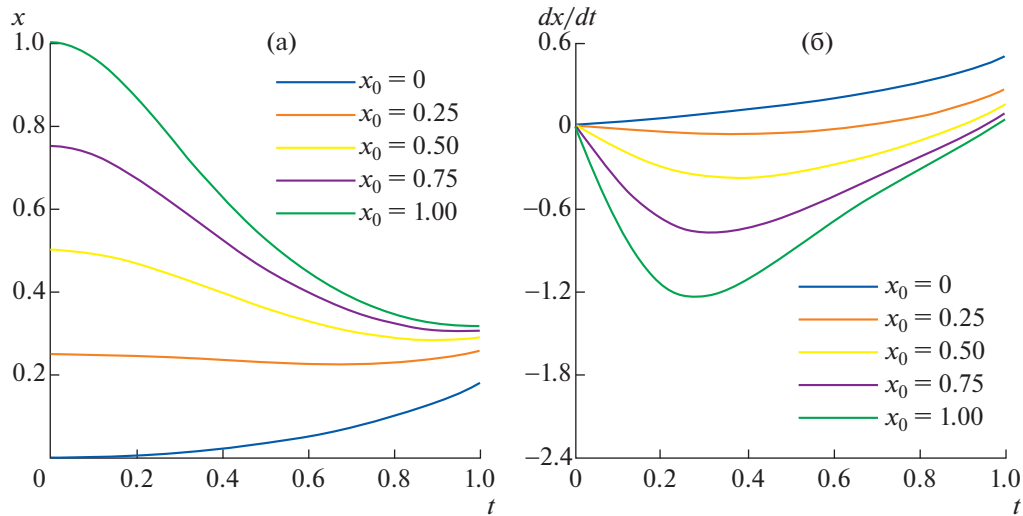 x
(а)
1.0
0.8
0.6
0.4
0.2
0
0.2
0.4
0.6
0.8
1.0
t
x₀ = 0
x₀ = 0.25
x₀ = 0.50
x₀ = 0.75
x₀ = 1.00
dx/dt
(б)
0.6
0
−0.6
−1.2
−1.8
−2.4
0
0.2
0.4
0.6
0.8
1.0
t
x₀ = 0
x₀ = 0.25
x₀ = 0.50
x₀ = 0.75
x₀ = 1.00